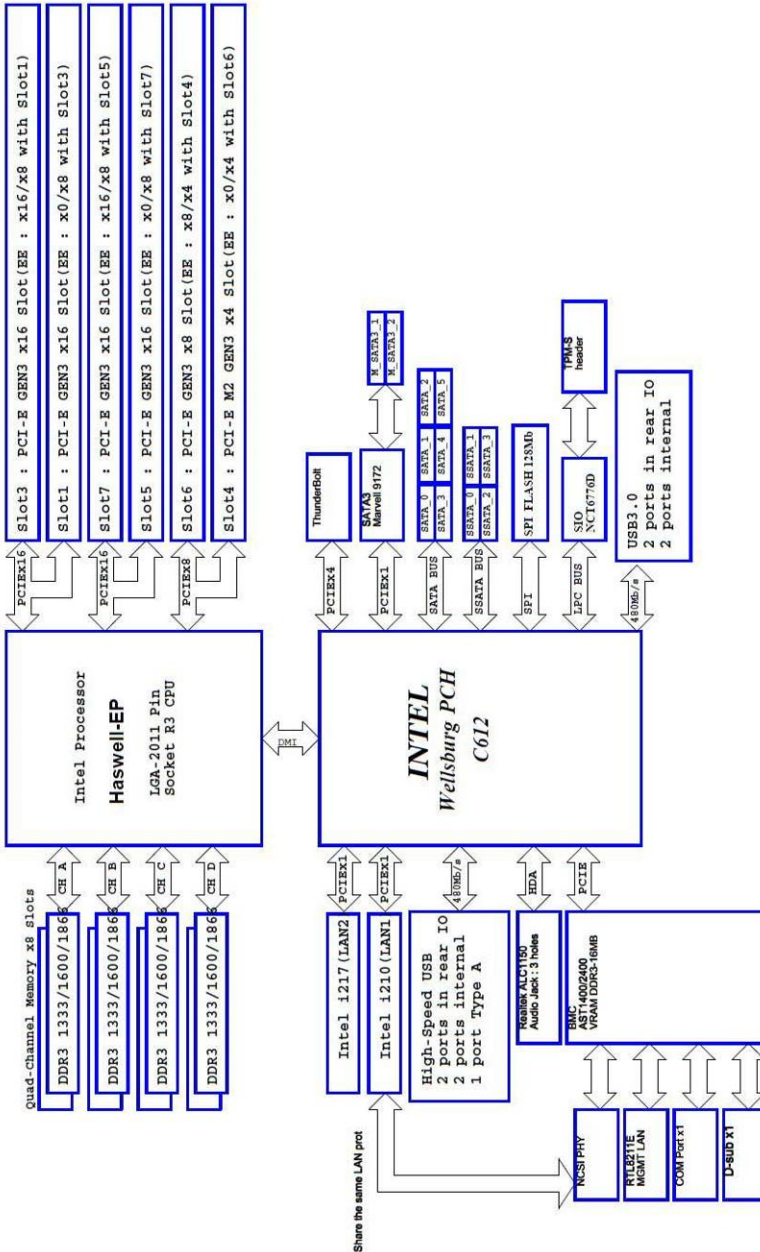 Quad-Channel Memory x8 Slots
DDR3 1333/1600/1866
DDR3 1333/1600/1866
DDR3 1333/1600/1866
DDR3 1333/1600/1866
CH A
CH B
CH C
CH D
Intel Processor
Haswell-EP
LGA-2011 Pin
Socket R3 CPU
PCIEx16
PCIEx16
PCIEx8
Slot3 : PCI-E GEN3 x16 Slot(EE : x16/x8 with Slot1)
Slot1 : PCI-E GEN3 x16 Slot(EE : x0/x8 with Slot3)
Slot7 : PCI-E GEN3 x16 Slot(EE : x16/x8 with Slot5)
Slot5 : PCI-E GEN3 x16 Slot(EE : x0/x8 with Slot7)
Slot6 : PCI-E GEN3 x8 Slot(EE : x8/x4 with Slot4)
Slot4 : PCI-E M2 GEN3 x4 Slot(EE : x0/x4 with Slot6)
DMI
Share the same LAN prot
Intel i217(LAN2
Intel i210(LAN1
PCIEx1
PCIEx1
High-Speed USB
2 ports in rear IO
2 ports internal
1 port Type A
480Mb/s
Realtek ALC1150
Audio Jack : 3 holes
HDA
BMC
AST1400/2400
VRAM DDR3-16MB
PCIE
NCSI PHY
RTL8211E
MGMT LAN
COM Port x1
D-sub x1
INTEL
Wellsburg PCH
C612
PCIEx4
ThunderBolt
PCIEx1
SATA3
Marvell 9172
M_SATA3_1
M_SATA3_2
SATA BUS
SATA_0
SATA_1
SATA_2
SATA_3
SATA_4
SATA_5
SSATA BUS
SSATA_0
SSATA_1
SSATA_2
SSATA_3
SPI
SPI FLASH 128Mb
LPC BUS
SIO
NCT6776D
TPM-S
header
480Mb/s
USB3.0
2 ports in rear IO
2 ports internal